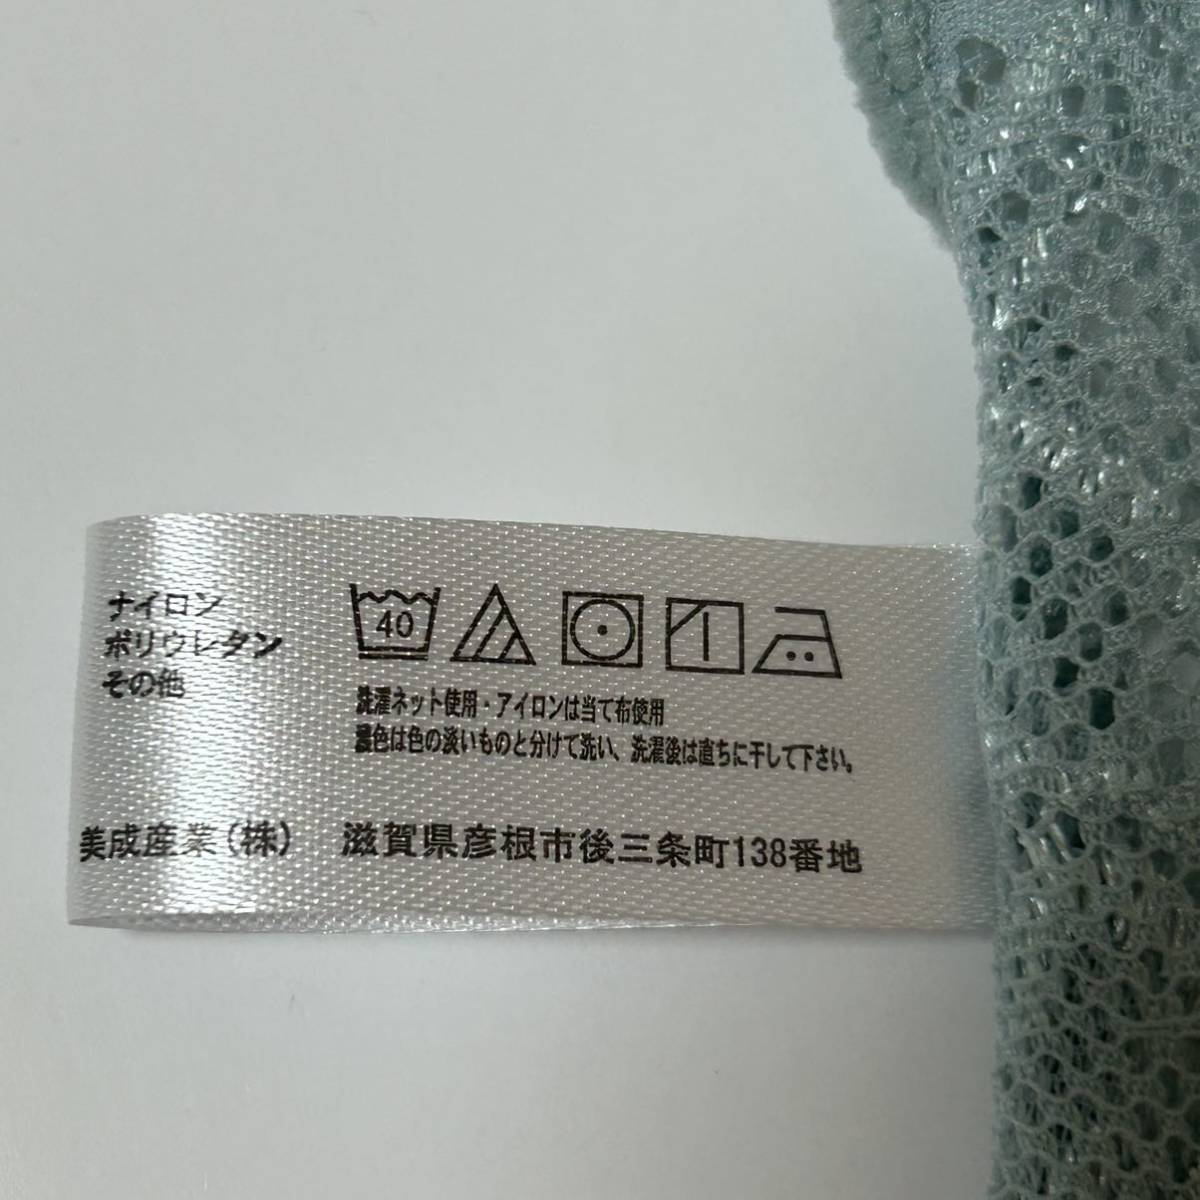 ナイロン
ポリウレタン
その他
40
洗濯ネット使用・アイロンは当て布使用
濃色は色の淡いものと分けて洗い、洗濯後は直ちに干して下さい。
美成産業(株) 滋賀県彦根市後三条町138番地